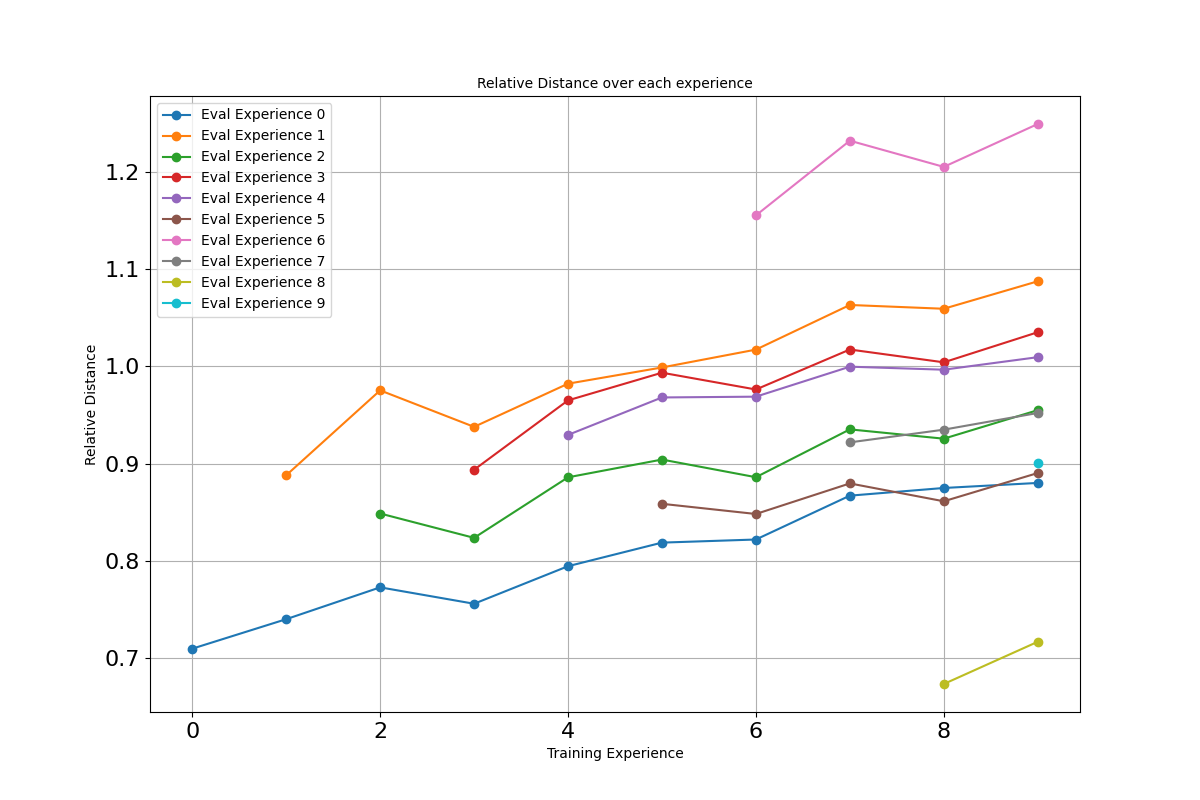 Relative Distance over each experience
Eval Experience 0
Eval Experience 1
Eval Experience 2
Eval Experience 3
Eval Experience 4
Eval Experience 5
Eval Experience 6
Eval Experience 7
Eval Experience 8
Eval Experience 9
1.2
1.1
1.0
0.9
0.8
0.7
Relative Distance
0 2 4 6 8
Training Experience